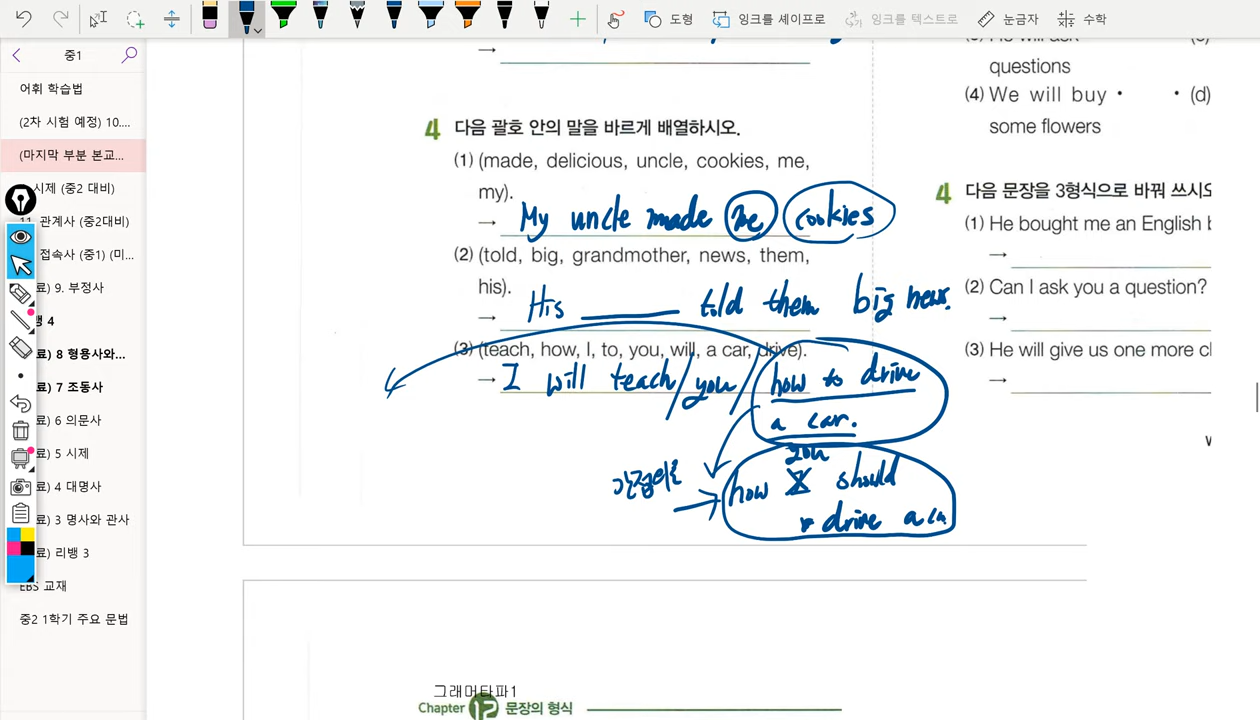 도형
잉크를 셰이프로
잉크를 텍스트로
눈금자
수학
중1
어휘 학습법
(2차 시험 예정) 10....
(마지막 부분 본교...
시제 (중2 대비)
관계사 (중2대비)
접속사 (중1) (미...
료) 9. 부정사
뱅 4
료) 8 형용사와...
료) 7 조동사
료) 6 의문사
료) 5 시제
료) 4 대명사
료) 3 명사와 관사
료) 리뱅 3
EBS 교재
중2 1학기 주요 문법
→
4 다음 괄호 안의 말을 바르게 배열하시오.
(1) (made, delicious, uncle, cookies, me,
my).
→ My uncle made me cookies
(2) (told, big, grandmother, news, them,
his).
→ His ______ told them big news.
(3) (teach, how, I, to, you, will, a car, drive).
→ I will teach / you / how to drive
a car.
you
how should
drive a ca
questions
(4) We will buy • • (d)
some flowers
4 다음 문장을 3형식으로 바꿔 쓰시오
(1) He bought me an English b
→
(2) Can I ask you a question?
→
(3) He will give us one more c
→
그래머타파1
Chapter 12 문장의 형식